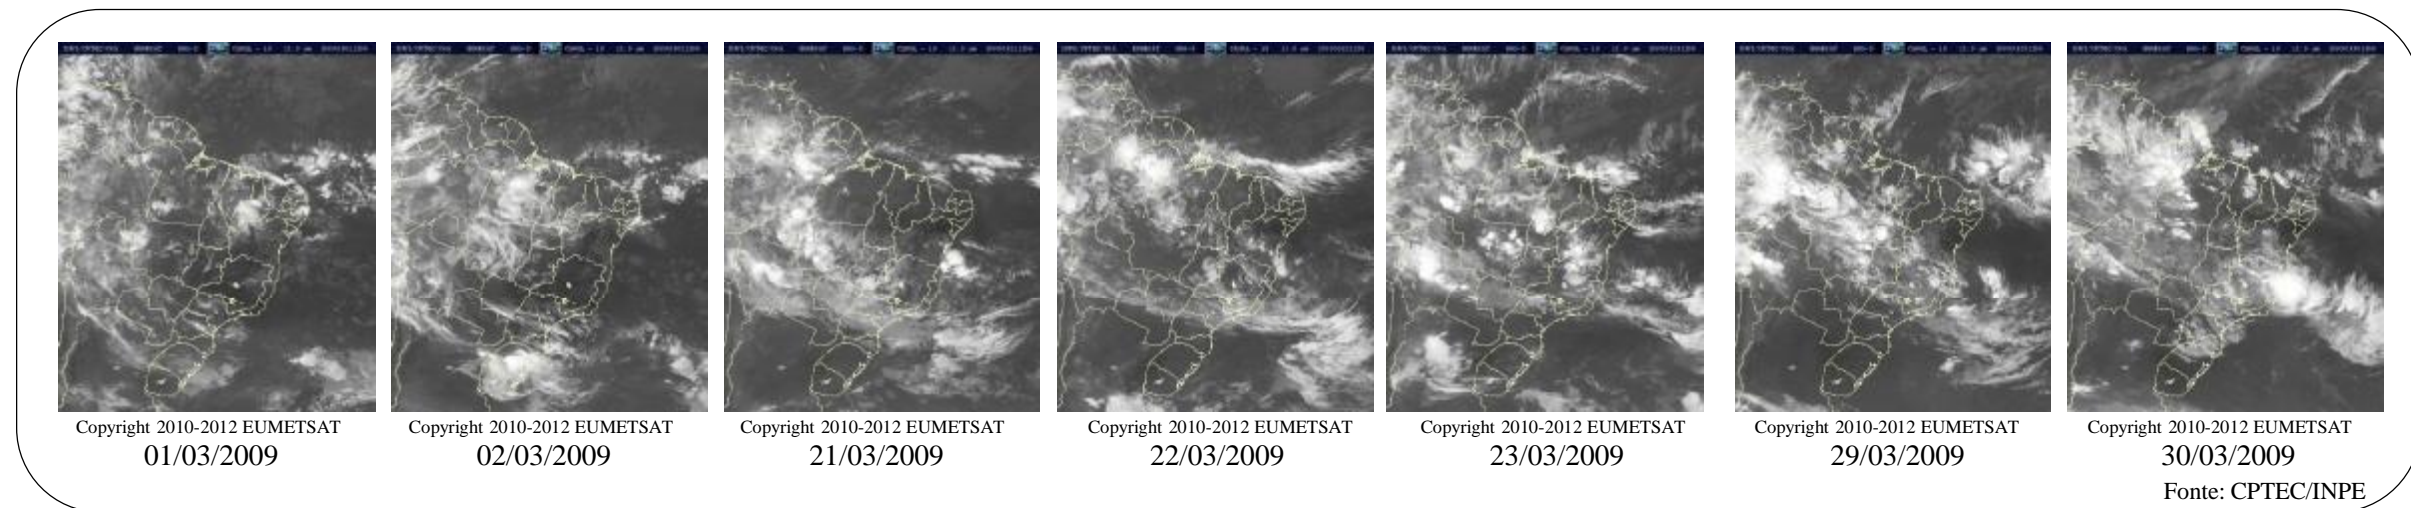 Copyright 2010-2012 EUMETSAT
01/03/2009
Copyright 2010-2012 EUMETSAT
02/03/2009
Copyright 2010-2012 EUMETSAT
21/03/2009
Copyright 2010-2012 EUMETSAT
22/03/2009
Copyright 2010-2012 EUMETSAT
23/03/2009
Copyright 2010-2012 EUMETSAT
29/03/2009
Copyright 2010-2012 EUMETSAT
30/03/2009
Fonte: CPTEC/INPE